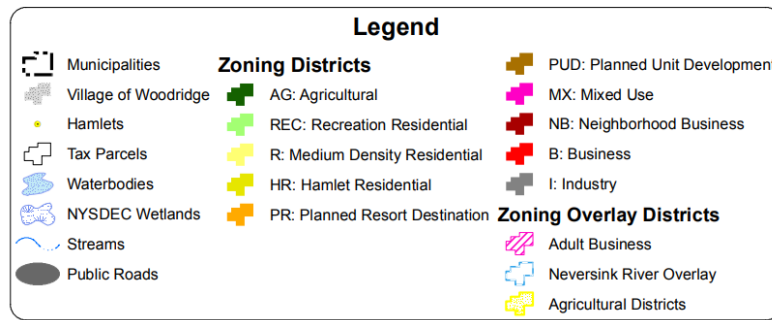 Legend
Municipalities
Village of Woodridge
Hamlets
Tax Parcels
Waterbodies
NYSDEC Wetlands
Streams
Public Roads
Zoning Districts
AG: Agricultural
REC: Recreation Residential
R: Medium Density Residential
HR: Hamlet Residential
PR: Planned Resort Destination
PUD: Planned Unit Development
MX: Mixed Use
NB: Neighborhood Business
B: Business
I: Industry
Zoning Overlay Districts
Adult Business
Neversink River Overlay
Agricultural Districts